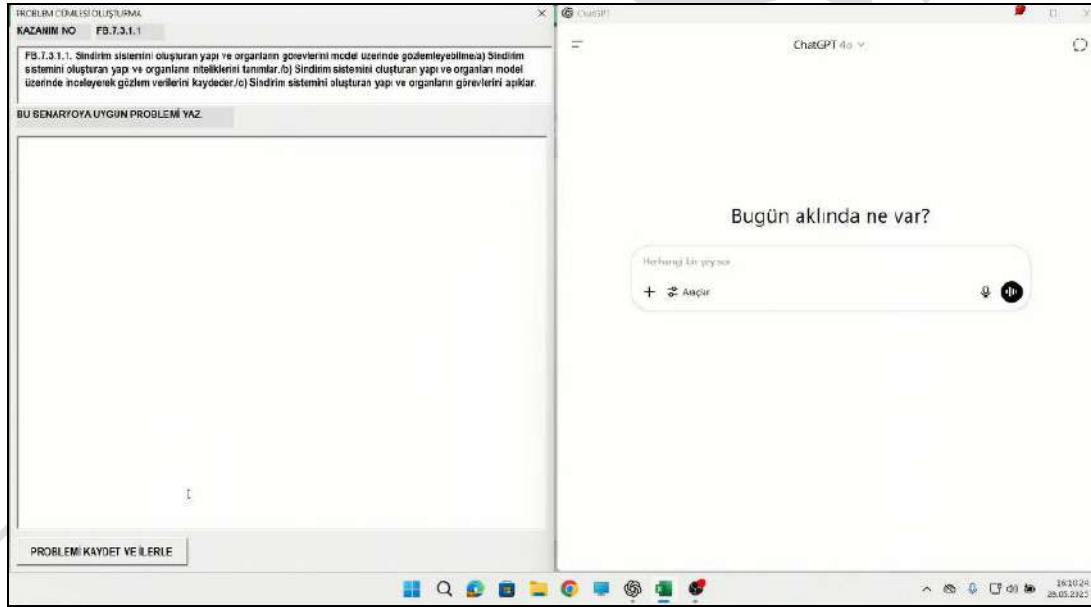 PROBLEM CÜMLESİ OLUŞTURMA
KAZANIM NO FB.7.3.1.1
FB.7.3.1.1. Sindirim sistemini oluşturan yapı ve organların görevlerini model üzerinde gözlemleyebilme/a) Sindirim
sistemini oluşturan yapı ve organların niteliklerini tanımlar./b) Sindirim sistemini oluşturan yapı ve organları model
üzerinde inceleyerek gözlem verilerini kaydeder./c) Sindirim sistemini oluşturan yapı ve organların görevlerini açıklar.
BU SENARYOYA UYGUN PROBLEMİ YAZ.
PROBLEMİ KAYDET VE İLERLE
ChatGPT
ChatGPT 4o
Bugün aklında ne var?
Herhangi bir şey sor
Araçlar
16:10:24